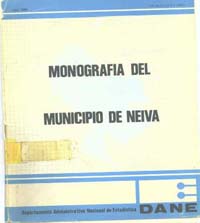 MONOGRAFIA DEL
MUNICIPIO DE NEIVA
Departamento Administrativo Nacional de Estadística
DANE